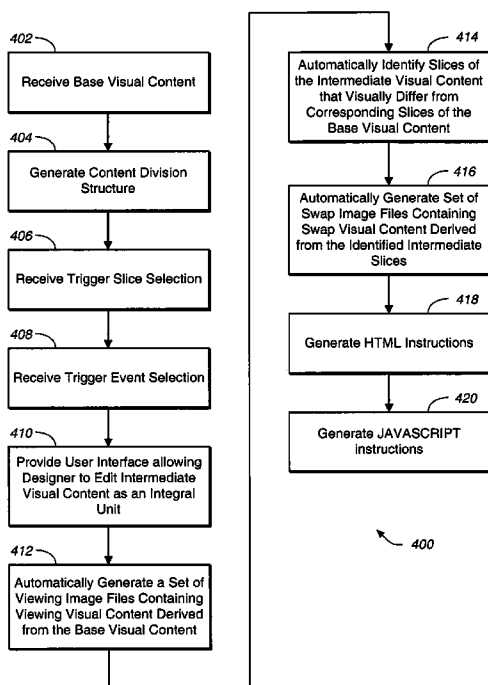 402
Receive Base Visual Content
404
Generate Content Division
Structure
406
Receive Trigger Slice Selection
408
Receive Trigger Event Selection
410
Provide User Interface allowing
Designer to Edit Intermediate
Visual Content as an Integral
Unit
412
Automatically Generate a Set of
Viewing Image Files Containing
Viewing Visual Content Derived
from the Base Visual Content
414
Automatically Identify Slices of
the Intermediate Visual Content
that Visually Differ from
Corresponding Slices of the
Base Visual Content
416
Automatically Generate Set of
Swap Image Files Containing
Swap Visual Content Derived
from the Identified Intermediate
Slices
418
Generate HTML Instructions
420
Generate JAVASCRIPT
Instructions
400